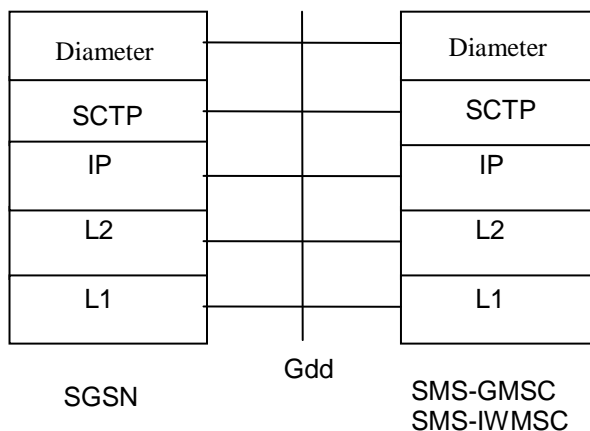 Diameter
SCTP
IP
L2
L1
SGSN
Gdd
Diameter
SCTP
IP
L2
L1
SMS-GMSC
SMS-IWMSC